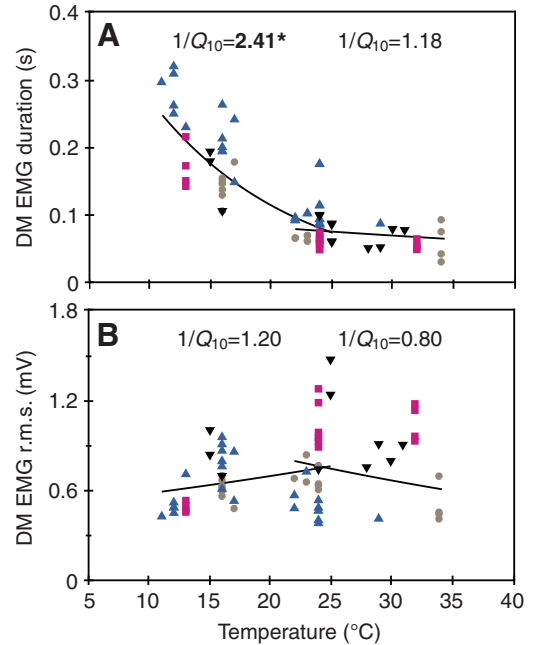 A
1/Q10=2.41*
1/Q10=1.18
DM EMG duration (s)
0.4
0.3
0.2
0.1
0
B
1/Q10=1.20
1/Q10=0.80
DM EMG r.m.s. (mV)
1.8
1.2
0.6
0
5 10 15 20 25 30 35 40
Temperature (°C)